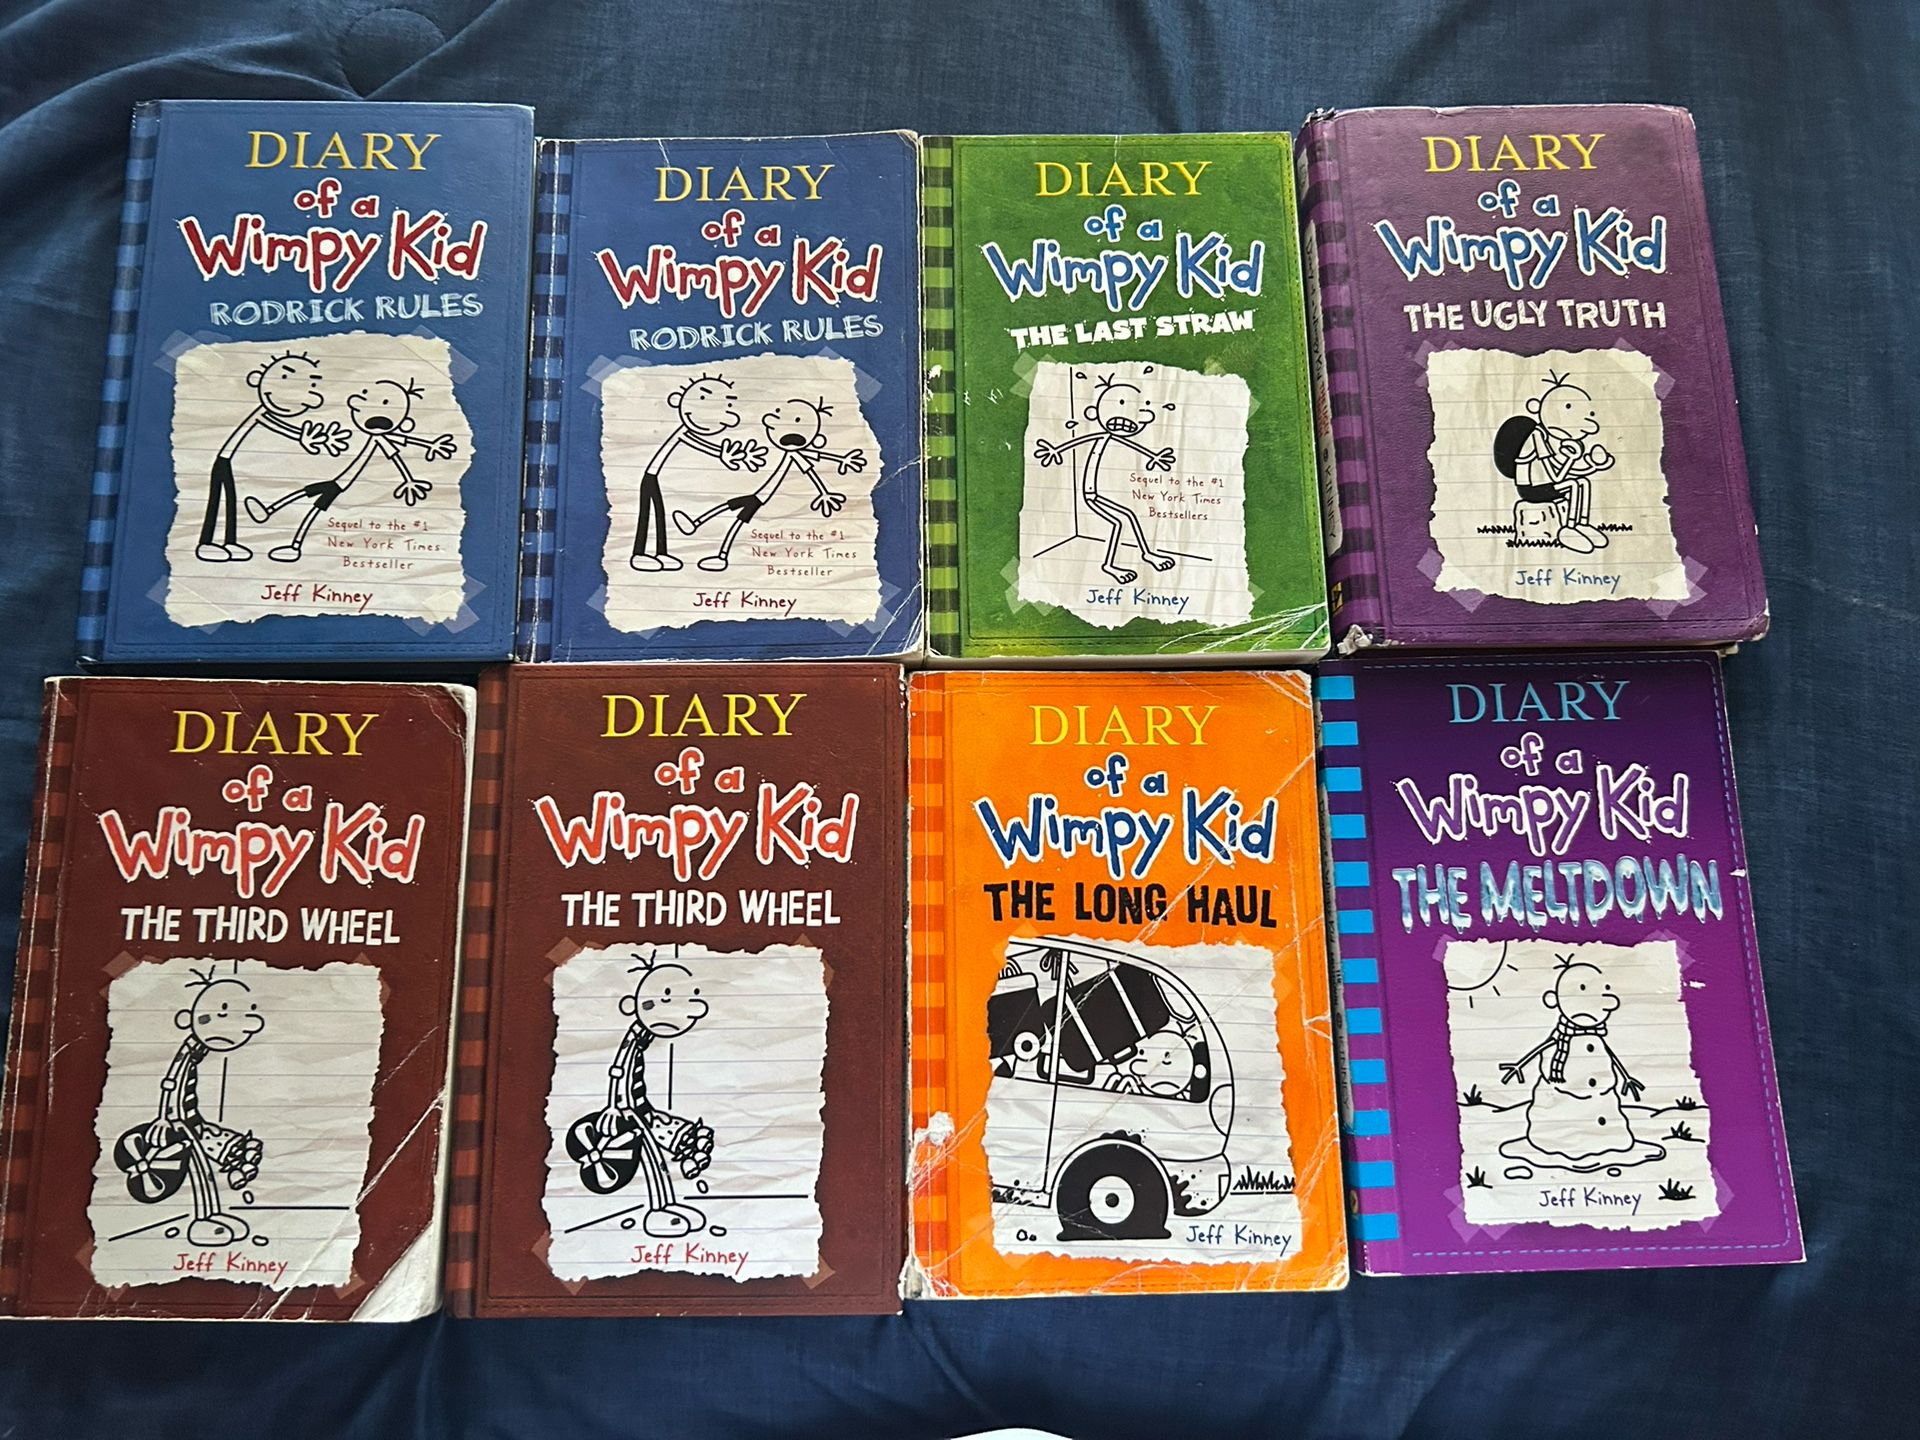 DIARY
of a
Wimpy Kid
RODRICK RULES
Sequel to the #1
New York Times
Bestseller
Jeff Kinney
DIARY
of a
Wimpy Kid
RODRICK RULES
Sequel to the #1
New York Times
Bestseller
Jeff Kinney
DIARY
of a
Wimpy Kid
THE LAST STRAW
Sequel to the #1
New York Times
Bestsellers
Jeff Kinney
DIARY
of a
Wimpy Kid
THE UGLY TRUTH
Jeff Kinney
DIARY
of a
Wimpy Kid
THE THIRD WHEEL
Jeff Kinney
DIARY
of a
Wimpy Kid
THE THIRD WHEEL
Jeff Kinney
DIARY
of a
Wimpy Kid
THE LONG HAUL
Jeff Kinney
DIARY
of a
Wimpy Kid
THE MELTDOWN
Jeff Kinney